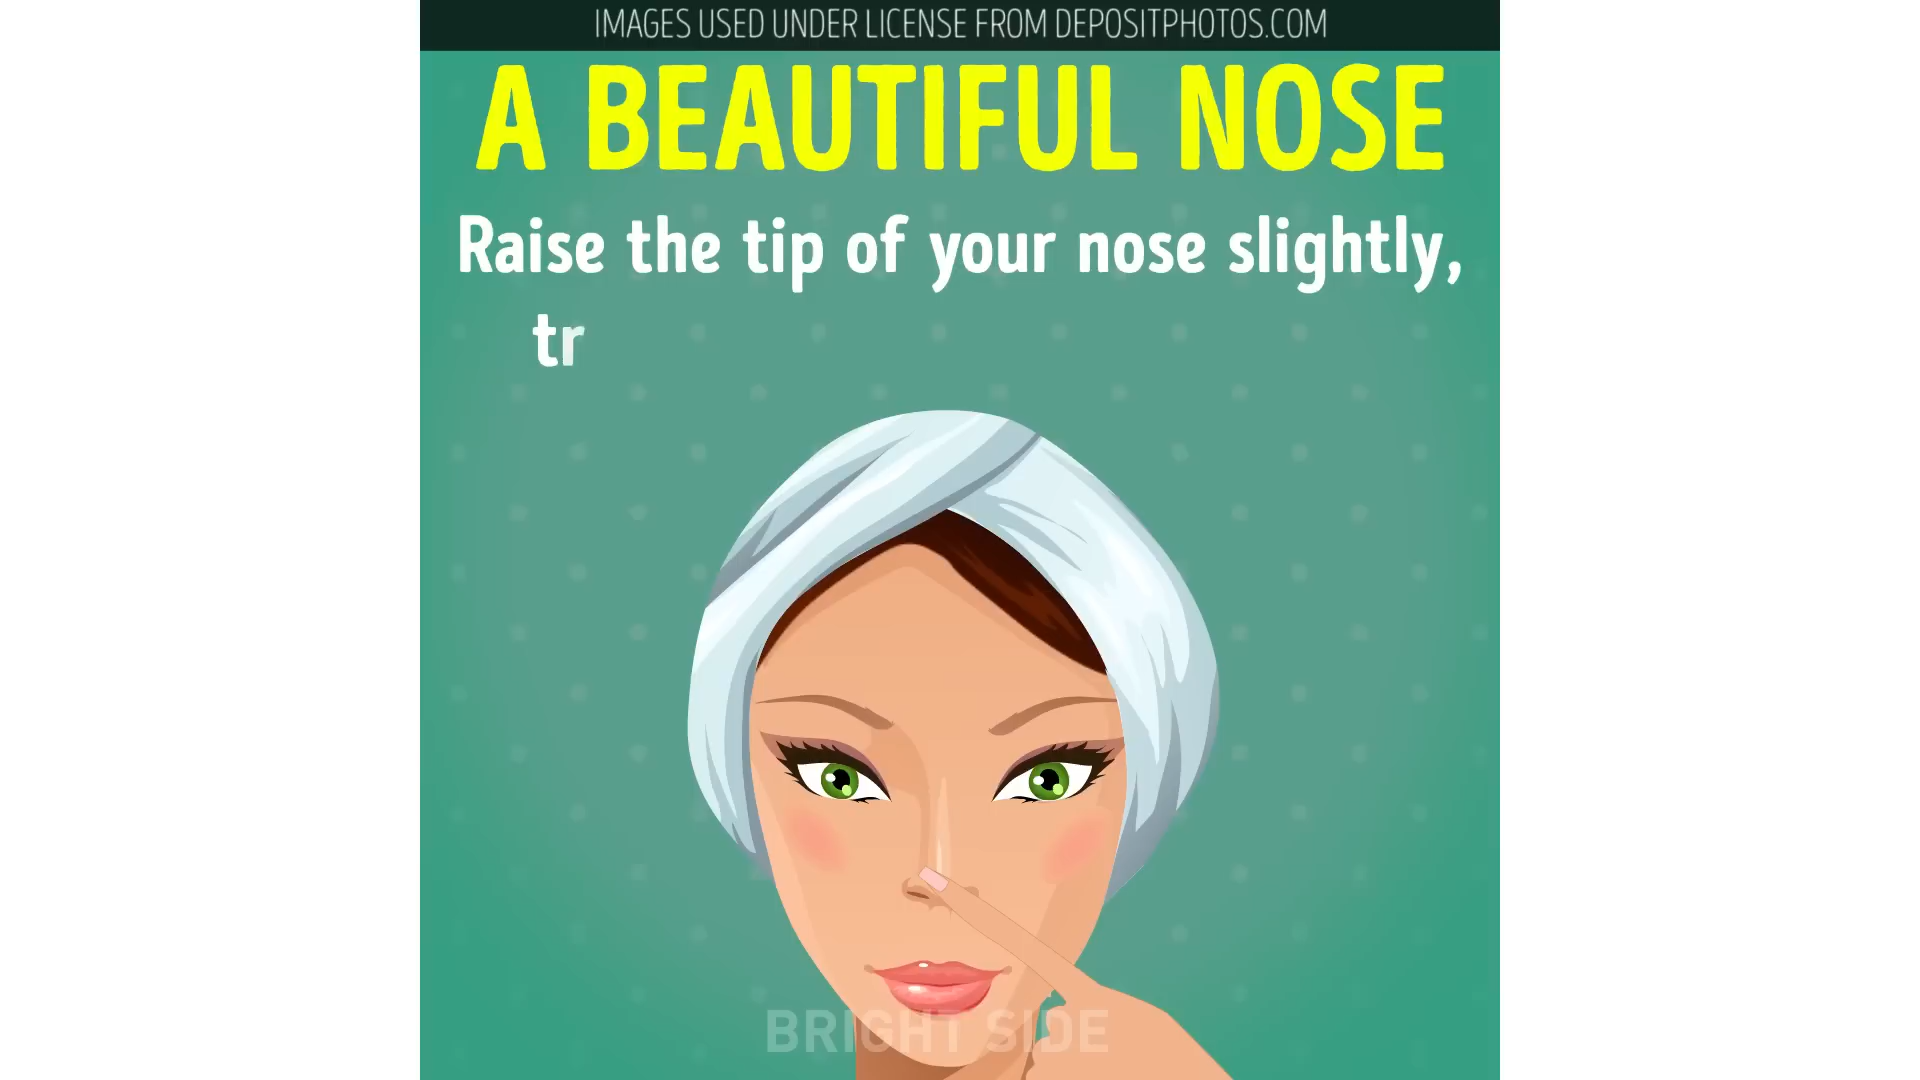 IMAGES USED UNDER LICENSE FROM DEPOSITPHOTOS.COM
A BEAUTIFUL NOSE
Raise the tip of your nose slightly,
tr
BRIGHT SIDE